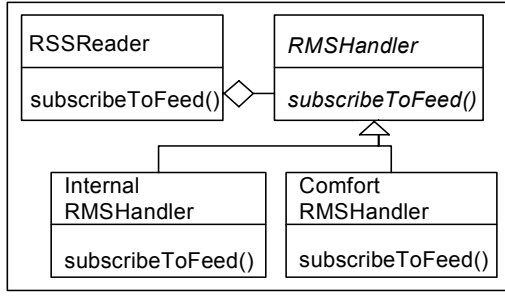 RSSReader
subscribeToFeed()
RMSHandler
subscribeToFeed()
Internal
RMSHandler
subscribeToFeed()
Comfort
RMSHandler
subscribeToFeed()